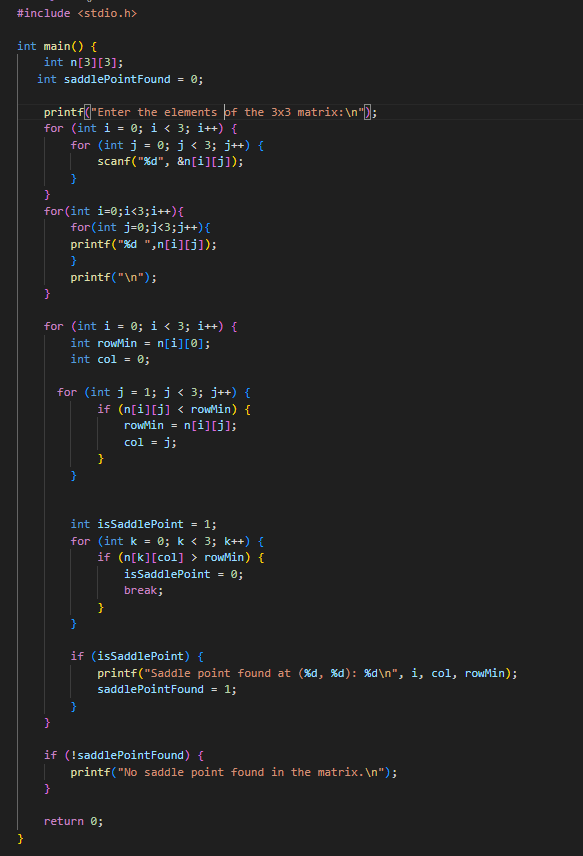 #include <stdio.h>
int main() {
int n[3][3];
int saddlePointFound = 0;
printf("Enter the elements of the 3x3 matrix:\n");
for (int i = 0; i < 3; i++) {
for (int j = 0; j < 3; j++) {
scanf("%d", &n[i][j]);
}
}
for(int i=0;i<3;i++){
for(int j=0;j<3;j++){
printf("%d ",n[i][j]);
}
printf("\n");
}
for (int i = 0; i < 3; i++) {
int rowMin = n[i][0];
int col = 0;
for (int j = 1; j < 3; j++) {
if (n[i][j] < rowMin) {
rowMin = n[i][j];
col = j;
}
}
int isSaddlePoint = 1;
for (int k = 0; k < 3; k++) {
if (n[k][col] > rowMin) {
isSaddlePoint = 0;
break;
}
}
if (isSaddlePoint) {
printf("Saddle point found at (%d, %d): %d\n", i, col, rowMin);
saddlePointFound = 1;
}
}
if (!saddlePointFound) {
printf("No saddle point found in the matrix.\n");
}
return 0;
}